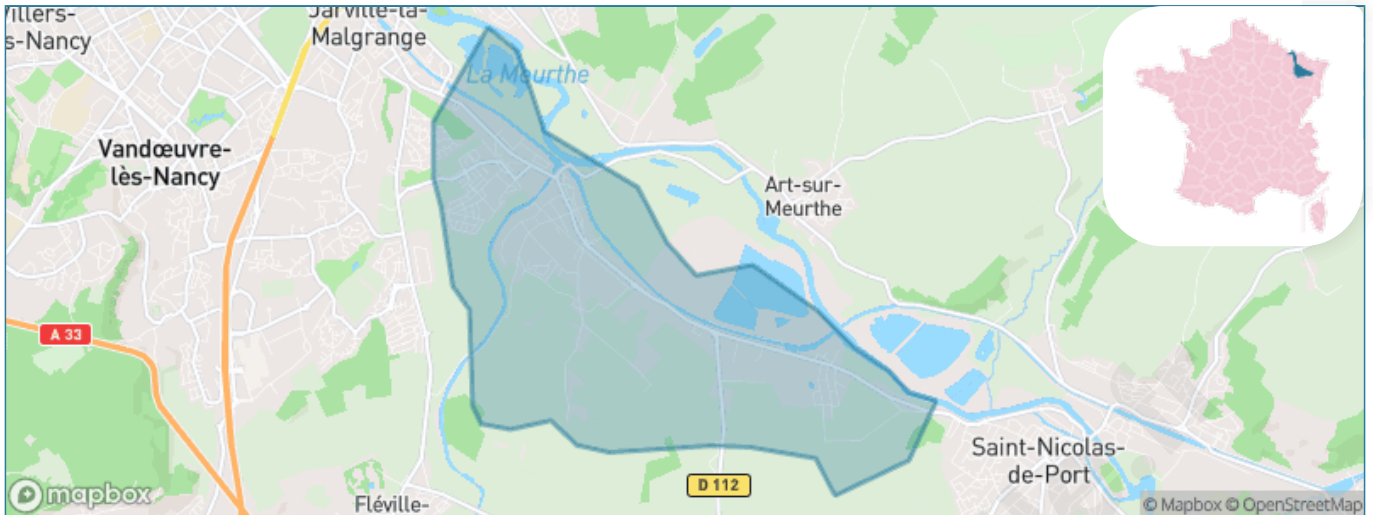 Villers-
s-Nancy
Jarville-la-
Malgrange
La Meurthe
Vandœuvre-
lès-Nancy
Art-sur-
Meurthe
A 33
Saint-Nicolas-
de-Port
D 112
Fléville-
mapbox
© Mapbox © OpenStreetMap